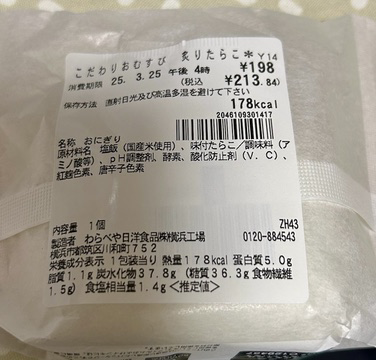 こだわりおむすび 炙りたらこ* Y14
消費期限 25. 3.25 午後 4時 ¥198
(税込 ¥213.84)
保存方法 直射日光及び高温多湿を避けて下さい
178kcal
2046109301417
名称 おにぎり
原材料名 塩飯(国産米使用)、味付たらこ/調味料(ア
ミノ酸等)、pH調整剤、酵素、酸化防止剤(V.C)、
紅麹色素、唐辛子色素
内容量 1個 ZH43
製造者 わらべや日洋食品㈱横浜工場 0120-884543
横浜市都筑区川和町752
栄養成分表示 1包装当り 熱量178kcal 蛋白質5.0g
脂質1.1g 炭水化物37.8g (糖質36.3g 食物繊維
1.5g) 食塩相当量1.4g<推定値>